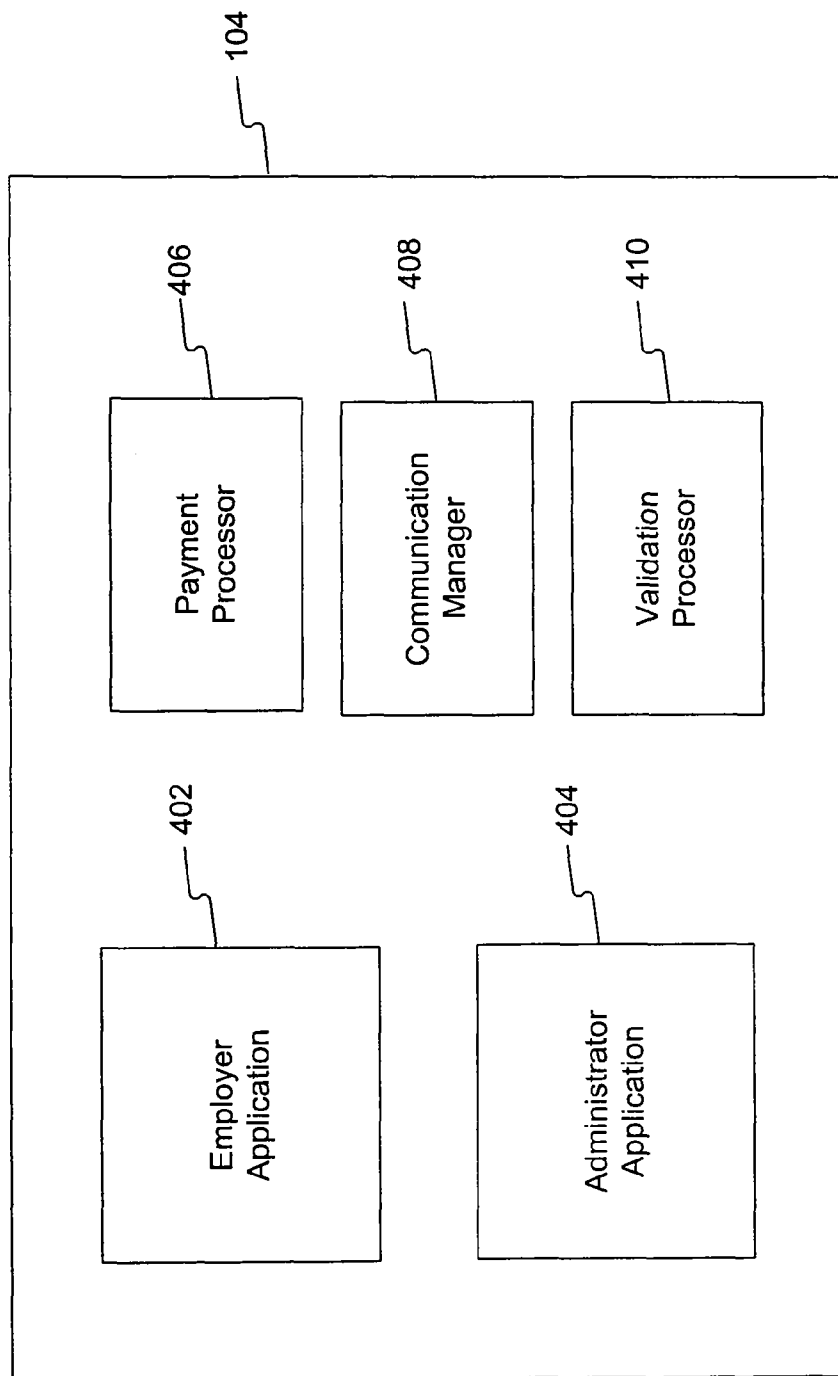 104
402
Employer
Application
404
Administrator
Application
406
Payment
Processor
408
Communication
Manager
410
Validation
Processor